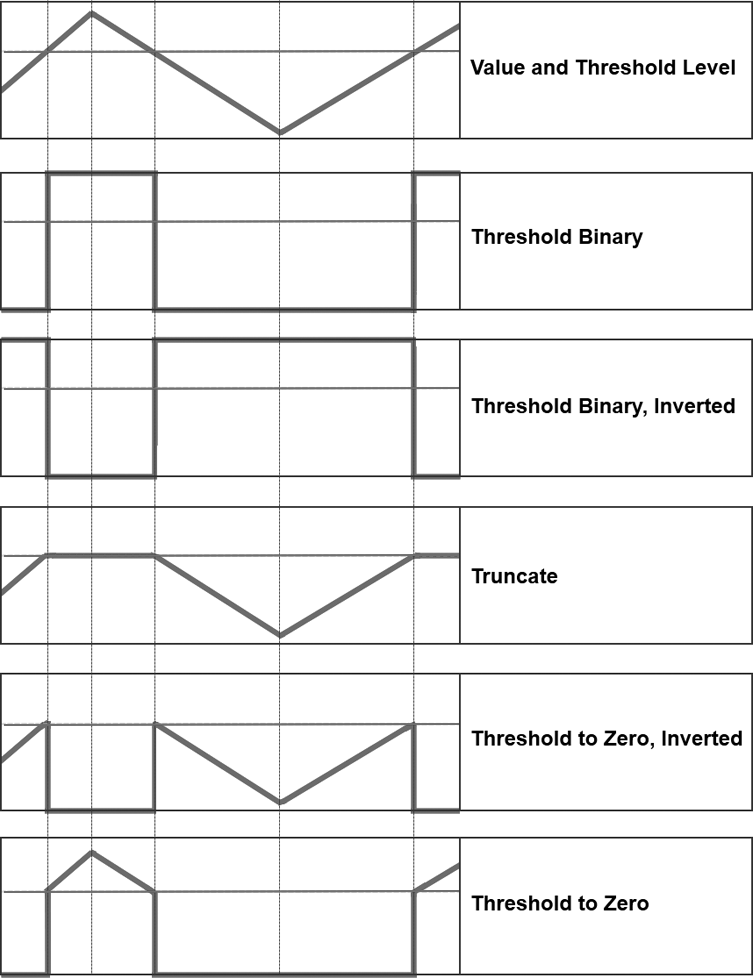 Value and Threshold Level
Threshold Binary
Threshold Binary, Inverted
Truncate
Threshold to Zero, Inverted
Threshold to Zero